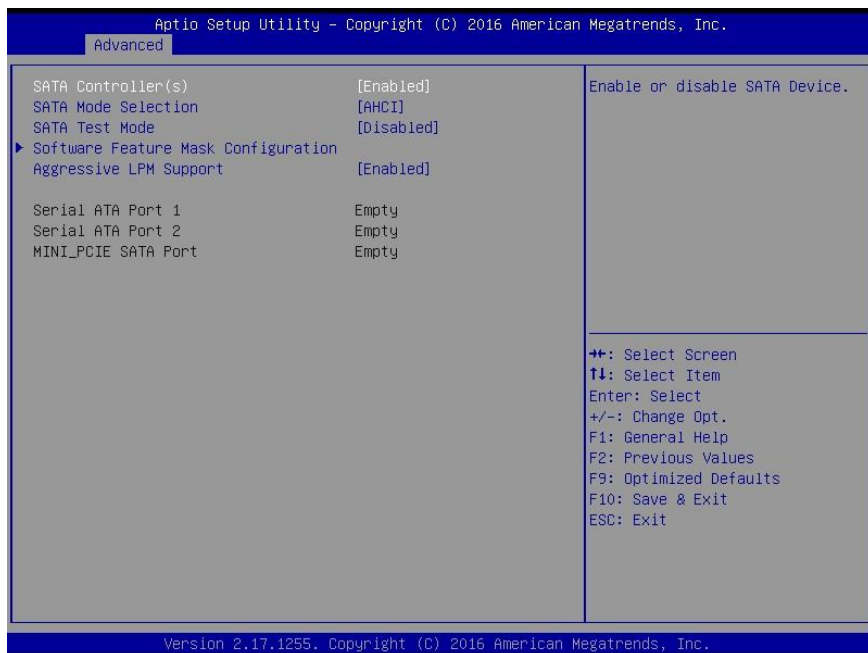 Aptio Setup Utility – Copyright (C) 2016 American Megatrends, Inc.
Advanced
SATA Controller(s) [Enabled]
SATA Mode Selection [AHCI]
SATA Test Mode [Disabled]
▶ Software Feature Mask Configuration
Aggressive LPM Support [Enabled]
Serial ATA Port 1 Empty
Serial ATA Port 2 Empty
MINI_PCIE SATA Port Empty
Enable or disable SATA Device.
→←: Select Screen
↑↓: Select Item
Enter: Select
+/-: Change Opt.
F1: General Help
F2: Previous Values
F9: Optimized Defaults
F10: Save & Exit
ESC: Exit
Version 2.17.1255. Copyright (C) 2016 American Megatrends, Inc.